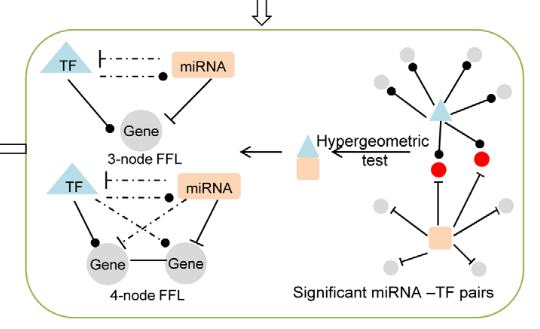 TF
miRNA
Gene
3-node FFL
TF
miRNA
Gene
Gene
4-node FFL
Hypergeometric
test
Significant miRNA –TF pairs